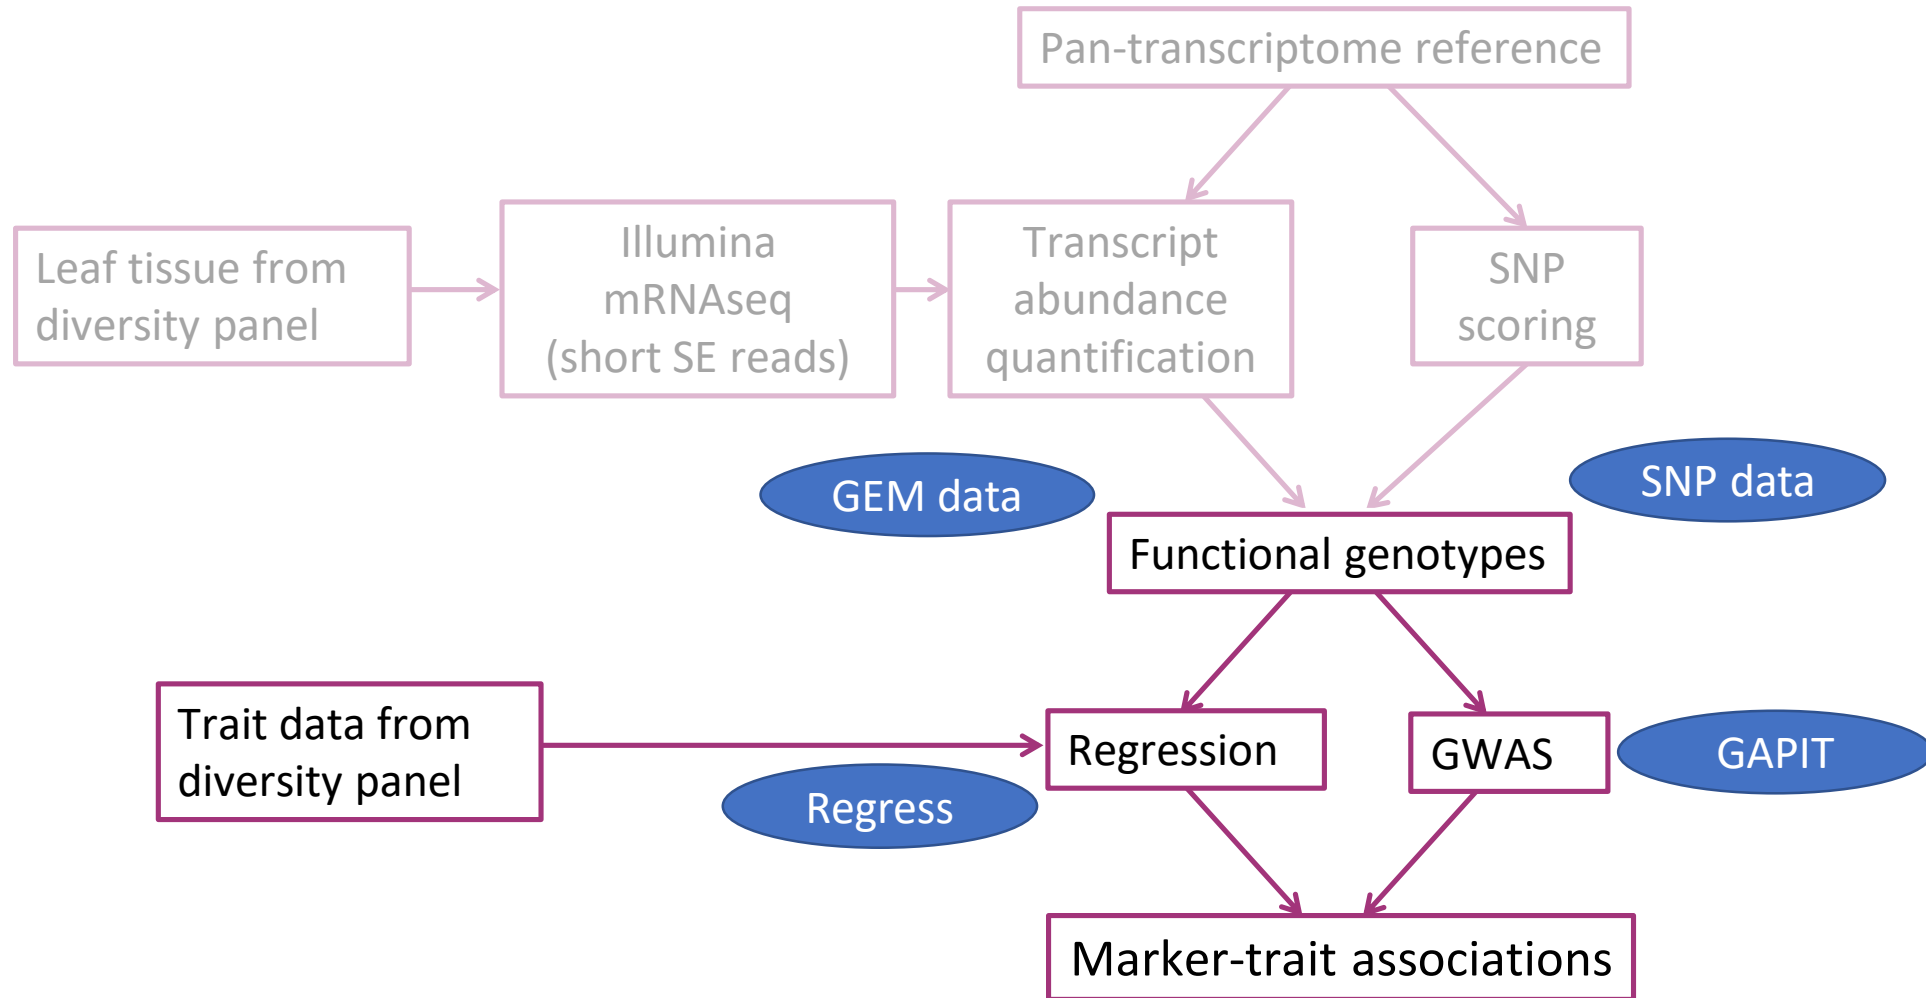 Pan-transcriptome reference
Leaf tissue from
diversity panel
Illumina
mRNAseq
(short SE reads)
Transcript
abundance
quantification
SNP
scoring
GEM data
SNP data
Functional genotypes
Trait data from
diversity panel
Regression
GWAS
GAPIT
Regress
Marker-trait associations